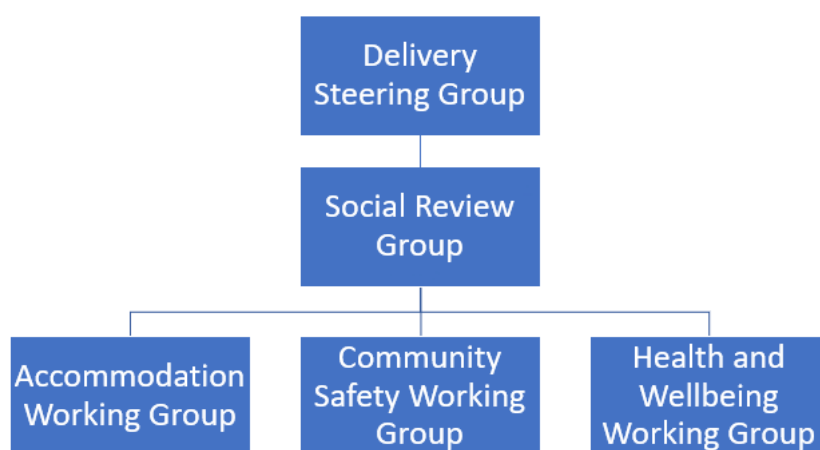 Delivery
Steering Group
Social Review
Group
Accommodation
Working Group
Community
Safety Working
Group
Health and
Wellbeing
Working Group